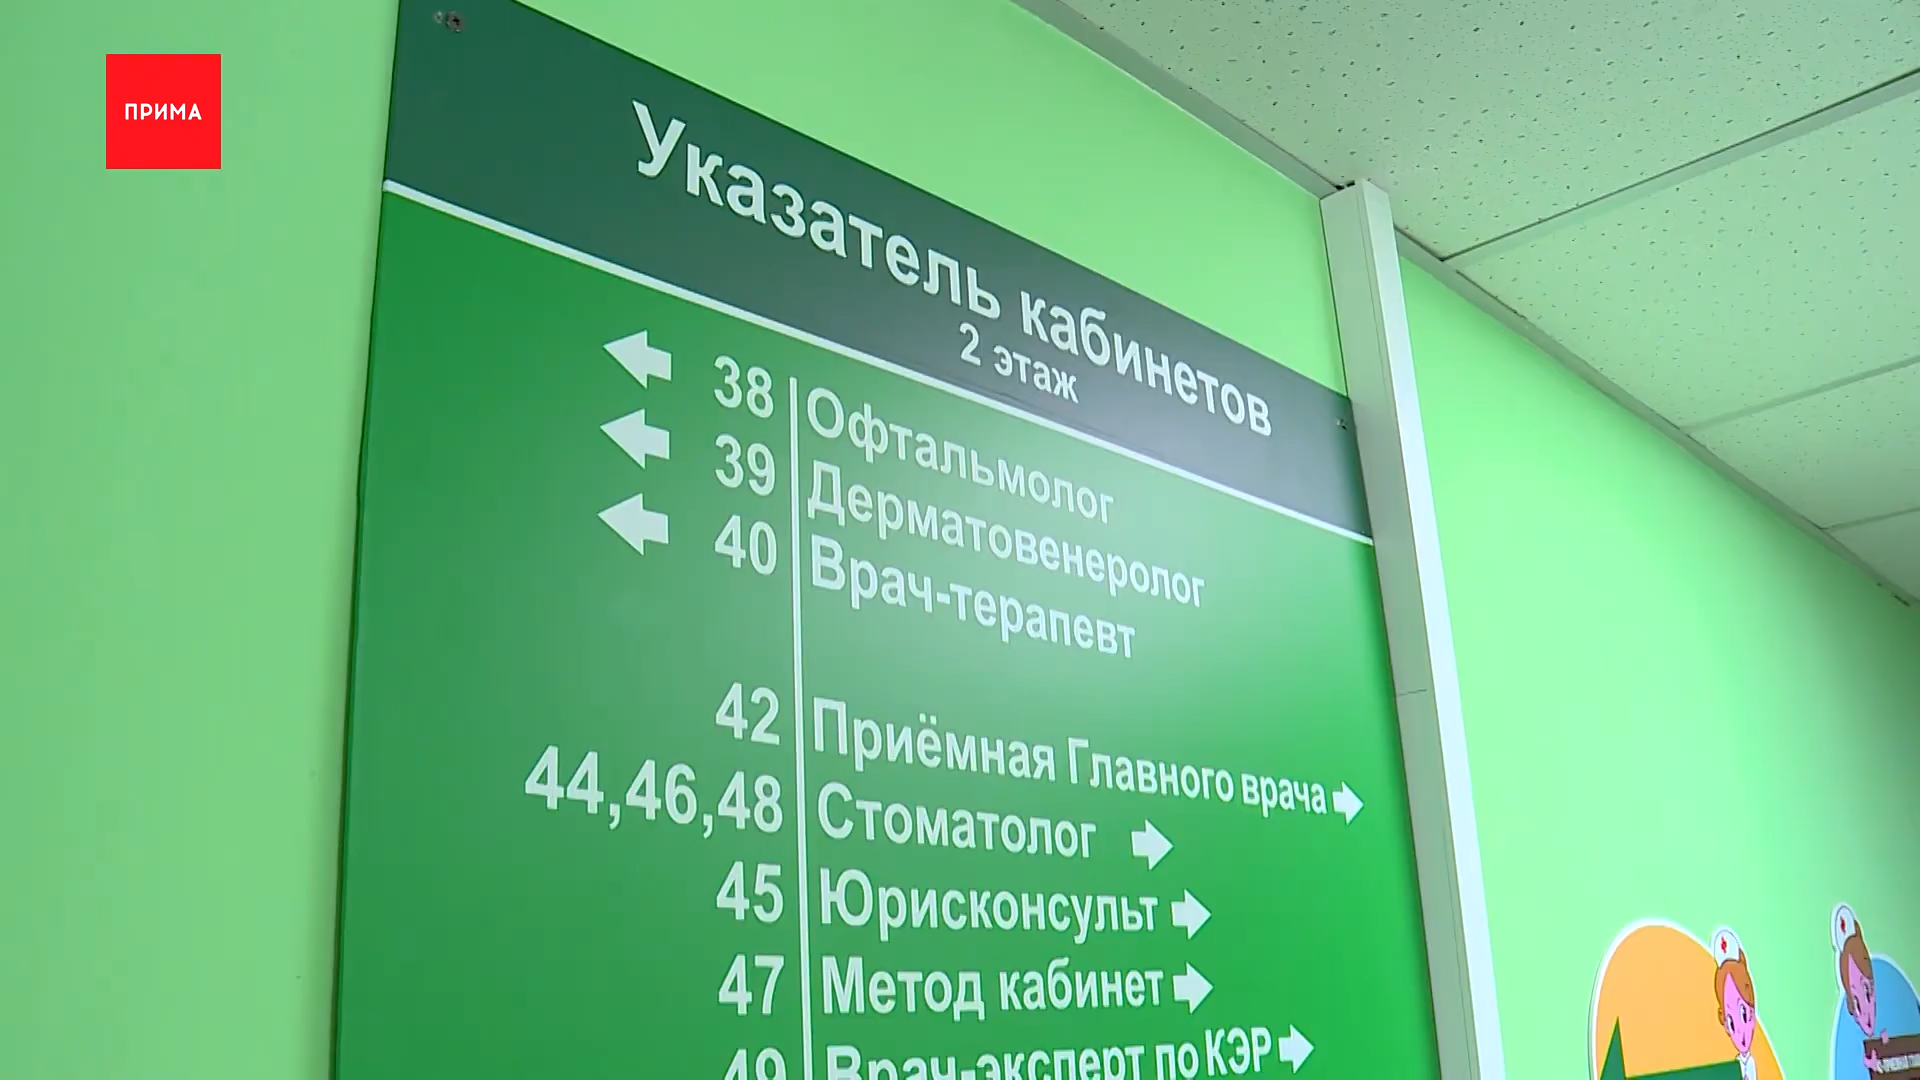 ПРИМА
Указатель кабинетов
2 этаж
38 Офтальмолог
39 Дерматовенеролог
40 Врач-терапевт
42 Приёмная Главного врача
44,46,48 Стоматолог
45 Юрисконсульт
47 Метод кабинет
49 Врач-эксперт по КЭР